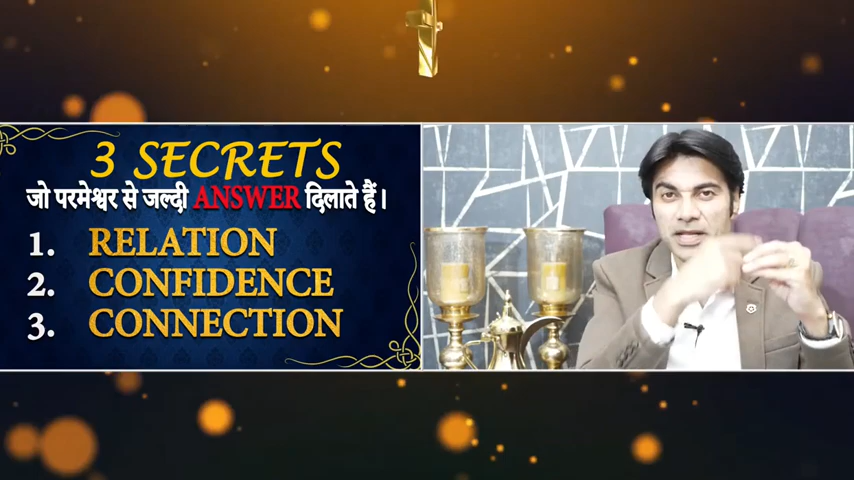 3 SECRETS
जो परमेश्वर से जल्दी ANSWER दिलाते हैं।
1. RELATION
2. CONFIDENCE
3. CONNECTION